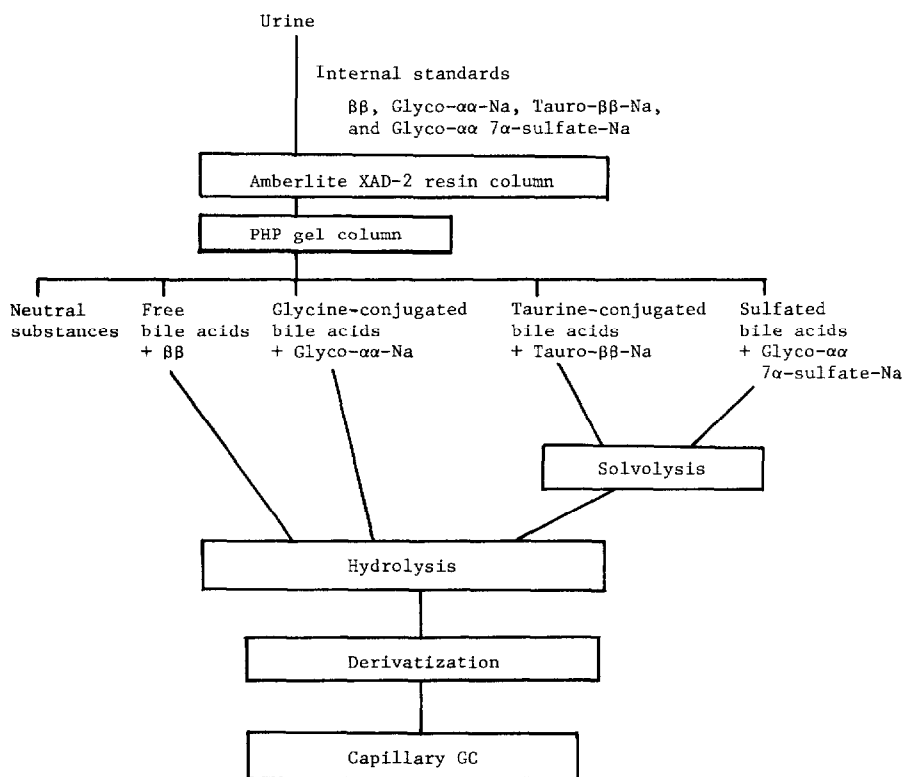 Urine
Internal standards
ββ, Glyco-αα-Na, Tauro-ββ-Na,
and Glyco-αα 7α-sulfate-Na
Amberlite XAD-2 resin column
PHP gel column
Neutral
substances
Free
bile acids
+ ββ
Glycine-conjugated
bile acids
+ Glyco-αα-Na
Taurine-conjugated
bile acids
+ Tauro-ββ-Na
Sulfated
bile acids
+ Glyco-αα
7α-sulfate-Na
Solvolysis
Hydrolysis
Derivatization
Capillary GC